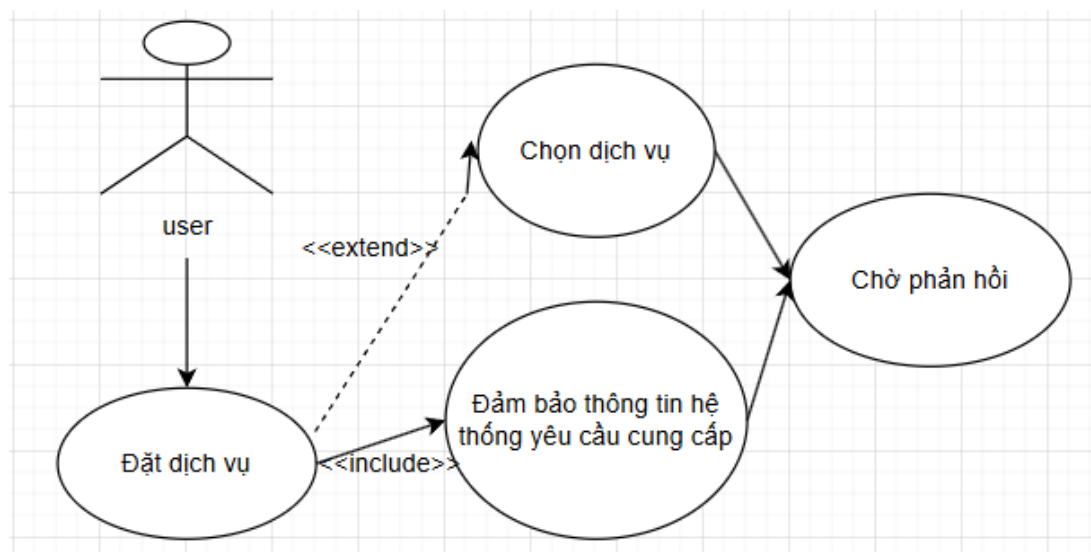 user
Chọn dịch vụ
<<extend>>
Chờ phản hồi
Đảm bảo thông tin hệ
thống yêu cầu cung cấp
Đặt dịch vụ
<<include>>